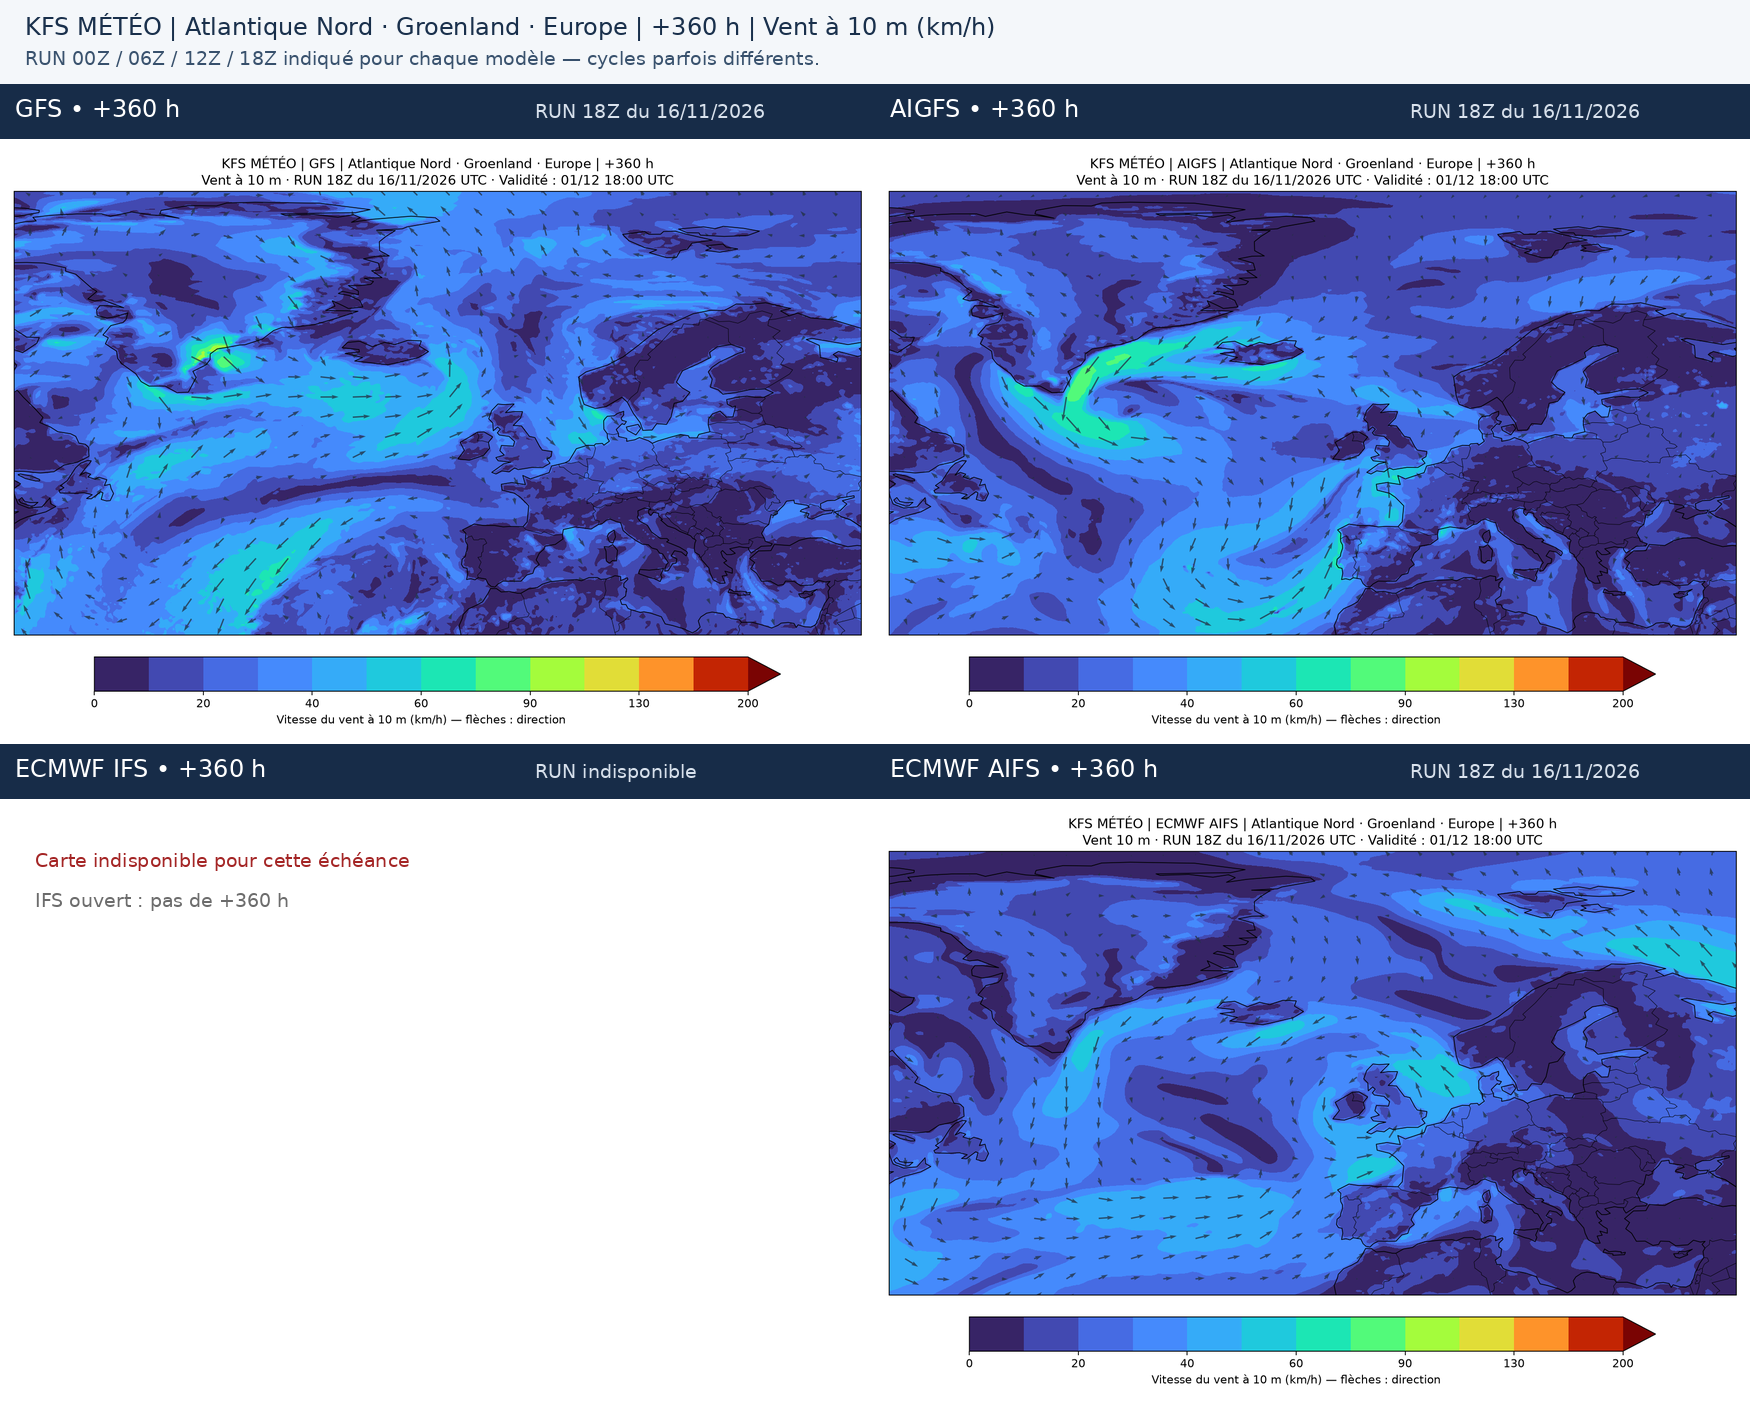 KFS MÉTÉO | Atlantique Nord · Groenland · Europe | +360 h | Vent à 10 m (km/h)
RUN 00Z / 06Z / 12Z / 18Z indiqué pour chaque modèle — cycles parfois différents.
GFS • +360 h
RUN 18Z du 16/11/2026
KFS MÉTÉO | GFS | Atlantique Nord · Groenland · Europe | +360 h
Vent à 10 m · RUN 18Z du 16/11/2026 UTC · Validité : 01/12 18:00 UTC
0 20 40 60 90 130 200
Vitesse du vent à 10 m (km/h) — flèches : direction
AIGFS • +360 h
RUN 18Z du 16/11/2026
KFS MÉTÉO | AIGFS | Atlantique Nord · Groenland · Europe | +360 h
Vent à 10 m · RUN 18Z du 16/11/2026 UTC · Validité : 01/12 18:00 UTC
0 20 40 60 90 130 200
Vitesse du vent à 10 m (km/h) — flèches : direction
ECMWF IFS • +360 h
RUN indisponible
Carte indisponible pour cette échéance
IFS ouvert : pas de +360 h
ECMWF AIFS • +360 h
RUN 18Z du 16/11/2026
KFS MÉTÉO | ECMWF AIFS | Atlantique Nord · Groenland · Europe | +360 h
Vent 10 m · RUN 18Z du 16/11/2026 UTC · Validité : 01/12 18:00 UTC
0 20 40 60 90 130 200
Vitesse du vent à 10 m (km/h) — flèches : direction